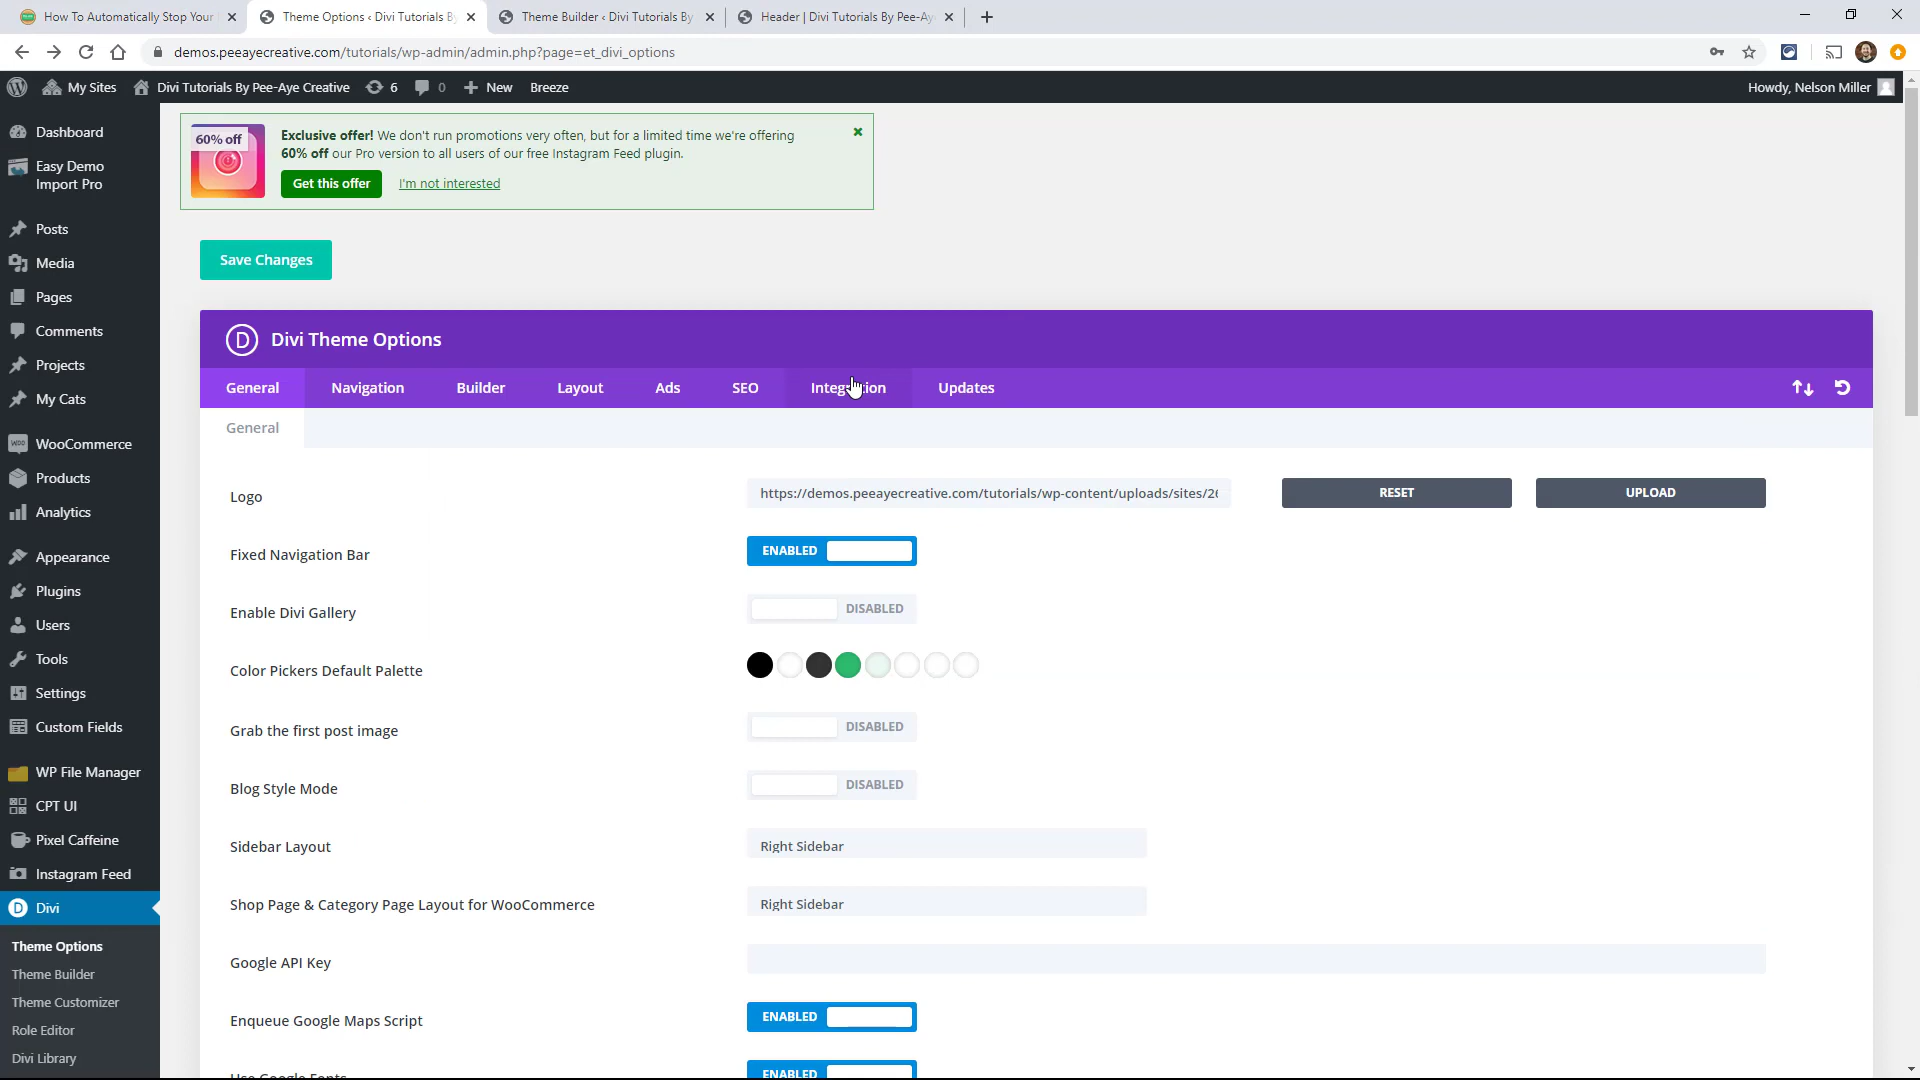 How To Automatically Stop Your
Theme Options ‹ Divi Tutorials B
Theme Builder ‹ Divi Tutorials By
Header | Divi Tutorials By Pee-Ay
demos.peeayecreative.com/tutorials/wp-admin/admin.php?page=et_divi_options
My Sites
Divi Tutorials By Pee-Aye Creative
6
0
New
Breeze
Howdy, Nelson Miller
Dashboard
Easy Demo
Import Pro
Posts
Media
Pages
Comments
Projects
My Cats
WooCommerce
Products
Analytics
Appearance
Plugins
Users
Tools
Settings
Custom Fields
WP File Manager
CPT UI
Pixel Caffeine
Instagram Feed
Divi
Theme Options
Theme Builder
Theme Customizer
Role Editor
Divi Library
60% off
Exclusive offer! We don't run promotions very often, but for a limited time we're offering
60% off our Pro version to all users of our free Instagram Feed plugin.
Get this offer
I'm not interested
Save Changes
D
Divi Theme Options
General
Navigation
Builder
Layout
Ads
SEO
Integration
Updates
General
Logo
https://demos.peeayecreative.com/tutorials/wp-content/uploads/sites/26
RESET
UPLOAD
Fixed Navigation Bar
ENABLED
Enable Divi Gallery
DISABLED
Color Pickers Default Palette
Grab the first post image
DISABLED
Blog Style Mode
DISABLED
Sidebar Layout
Right Sidebar
Shop Page & Category Page Layout for WooCommerce
Right Sidebar
Google API Key
Enqueue Google Maps Script
ENABLED
Use Google Fonts
ENABLED